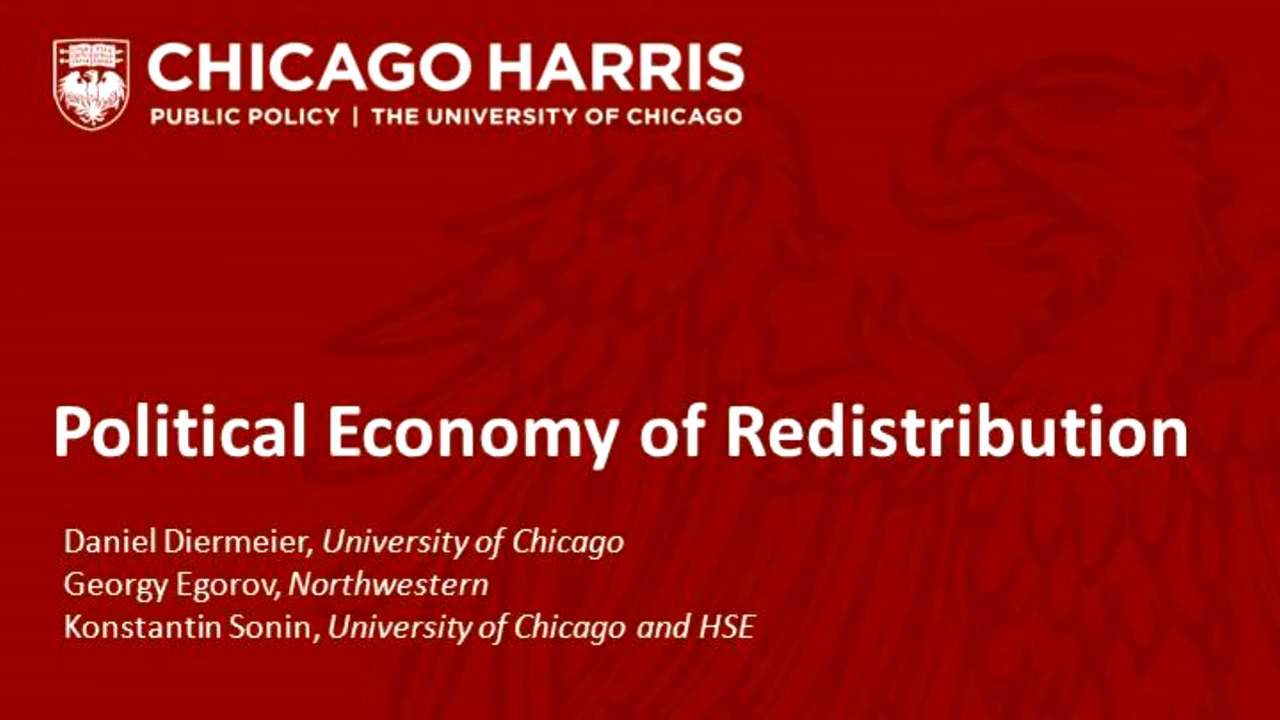 CHICAGO HARRIS
PUBLIC POLICY | THE UNIVERSITY OF CHICAGO
Political Economy of Redistribution
Daniel Diermeier, University of Chicago
Georgy Egorov, Northwestern
Konstantin Sonin, University of Chicago and HSE